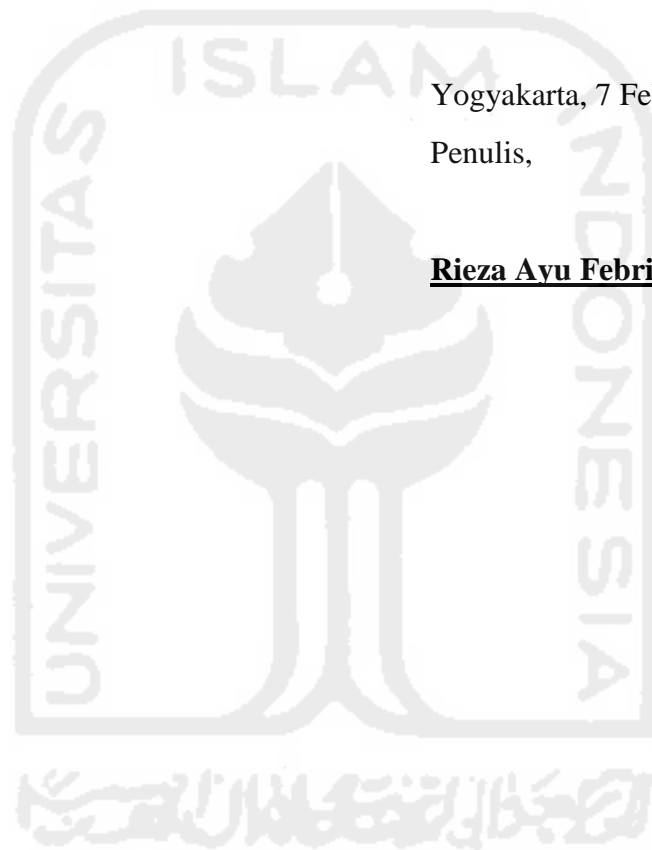 ISLAM
UNIVERSITAS
INDONESIA
Yogyakarta, 7 Fe
Penulis,
Rieza Ayu Febri